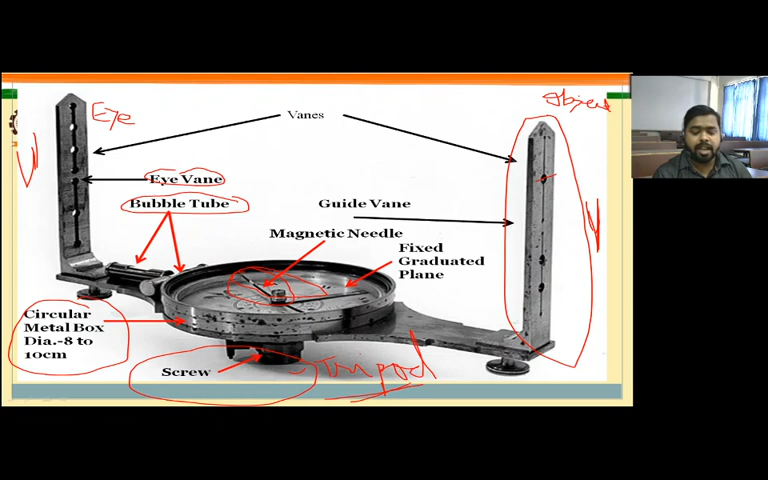 Eye
Vanes
object
Eye Vane
Bubble Tube
Guide Vane
Magnetic Needle
Fixed
Graduated
Plane
Circular
Metal Box
Dia.-8 to
10cm
Screw
Tripod